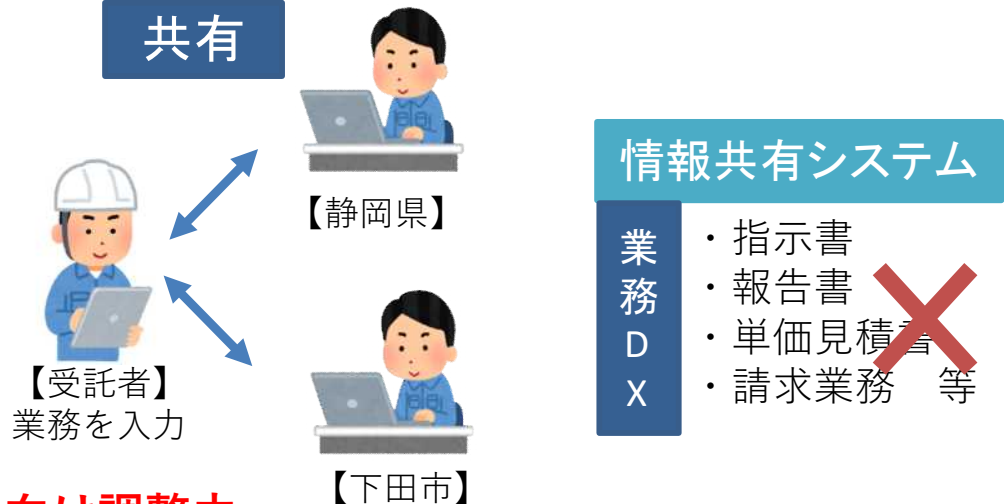 共有
【静岡県】
【受託者】
業務を入力
【下田市】
情報共有システム
業務DX
・指示書
・報告書
・単価見積書
・請求業務　等